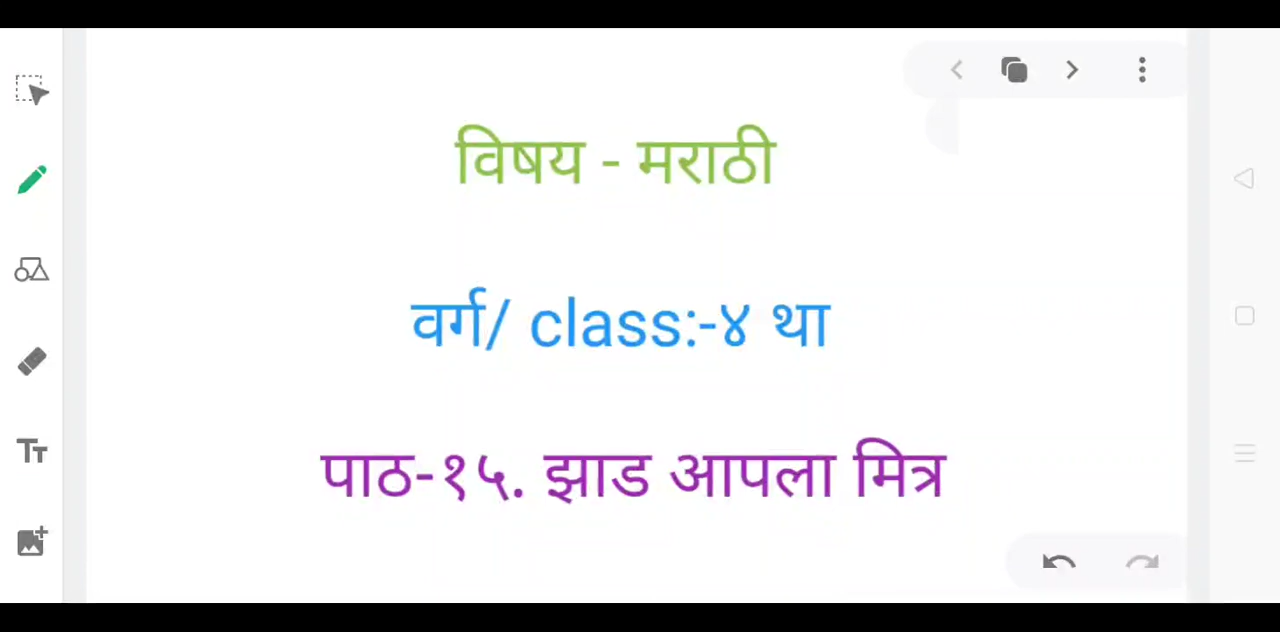 विषय - मराठी
वर्ग/ class:-४ था
पाठ-१५. झाड आपला मित्र